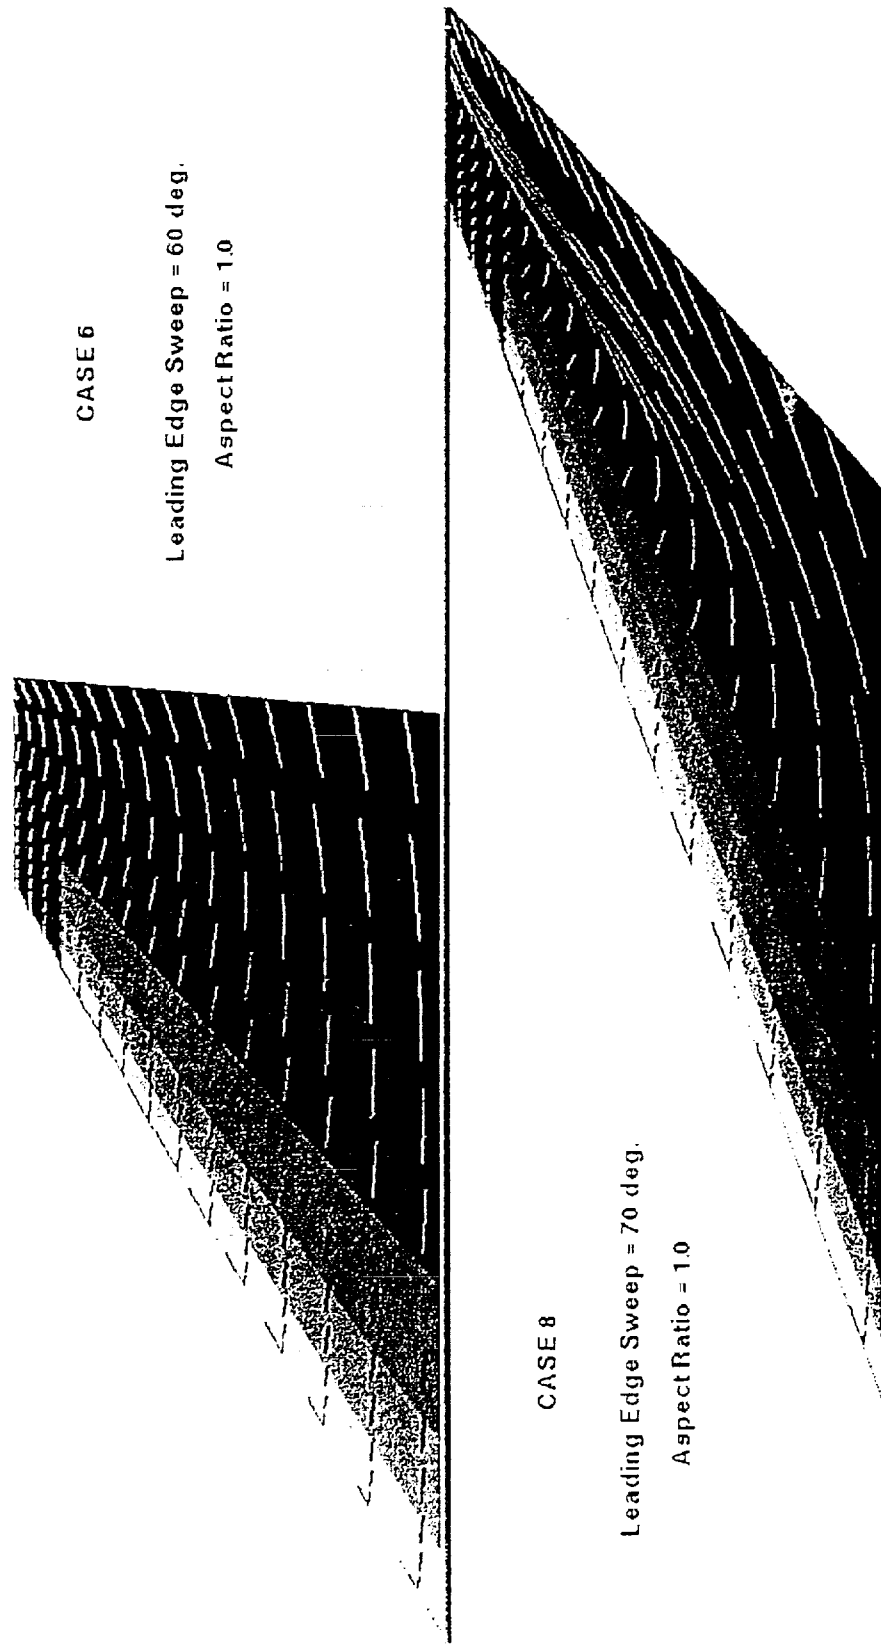 CASE 6
Leading Edge Sweep = 60 deg.
Aspect Ratio = 1.0
CASE 8
Leading Edge Sweep = 70 deg.
Aspect Ratio = 1.0